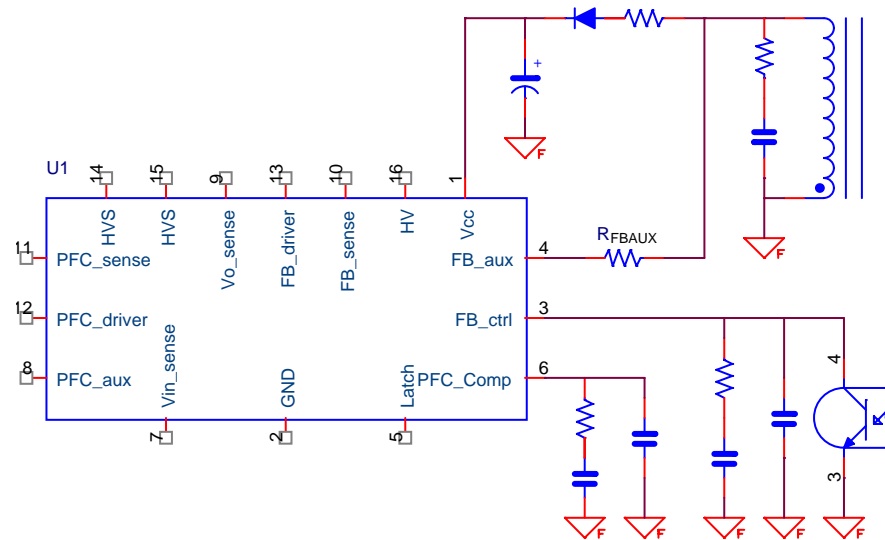 +
F
U1
14
15
9
13
10
16
1
HVS
HVS
Vo_sense
FB_driver
FB_sense
HV
Vcc
F
11
PFC_sense
FB_aux
4
RFBAUX
12
PFC_driver
FB_ctrl
3
8
PFC_aux
Vin_sense
GND
Latch
PFC_Comp
6
4
7
2
5
3
F
F
F
F
F